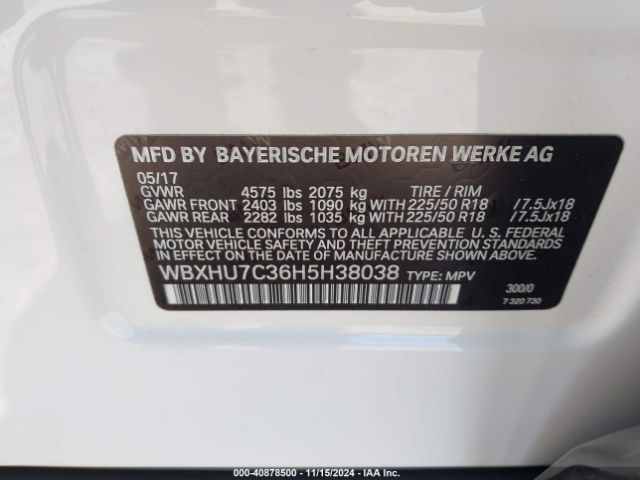 MFD BY BAYERISCHE MOTOREN WERKE AG
05/17
GVWR 4575 lbs 2075 kg TIRE / RIM
GAWR FRONT 2403 lbs 1090 kg WITH 225/50 R18 /7.5Jx18
GAWR REAR 2282 lbs 1035 kg WITH 225/50 R18 /7.5Jx18
THIS VEHICLE CONFORMS TO ALL APPLICABLE
U. S. FEDERAL MOTOR VEHICLE SAFETY, BUMPER,
AND THEFT PREVENTION STANDARDS IN EFFECT
ON THE DATE OF MANUFACTURE SHOWN ABOVE.
WBXHU7C36H5H38038 TYPE: MPV
300/0
7 320 730
000-40878500 - 11/15/2024 - IAA Inc.